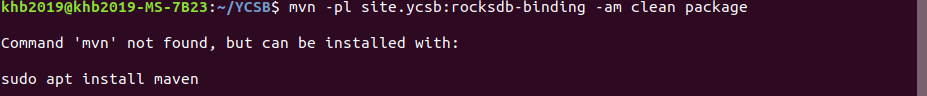 khb2019@khb2019-MS-7B23:~/YCSB$ mvn -pl site.ycsb:rocksdb-binding -am clean package
Command 'mvn' not found, but can be installed with:
sudo apt install maven